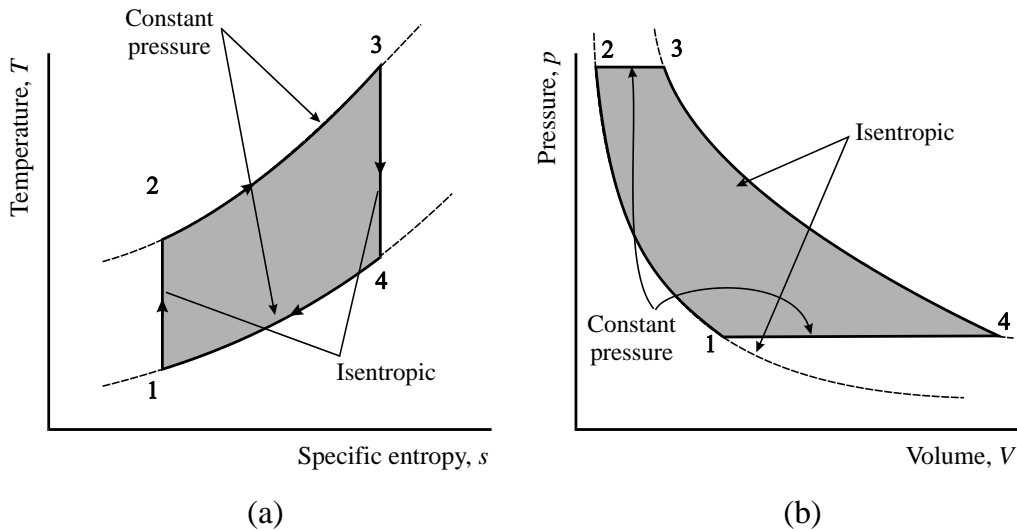 Constant
pressure
3
Temperature, T
2
4
1
Isentropic
Specific entropy, s
(a)
2
3
Pressure, p
Isentropic
Constant
pressure
1
4
Volume, V
(b)